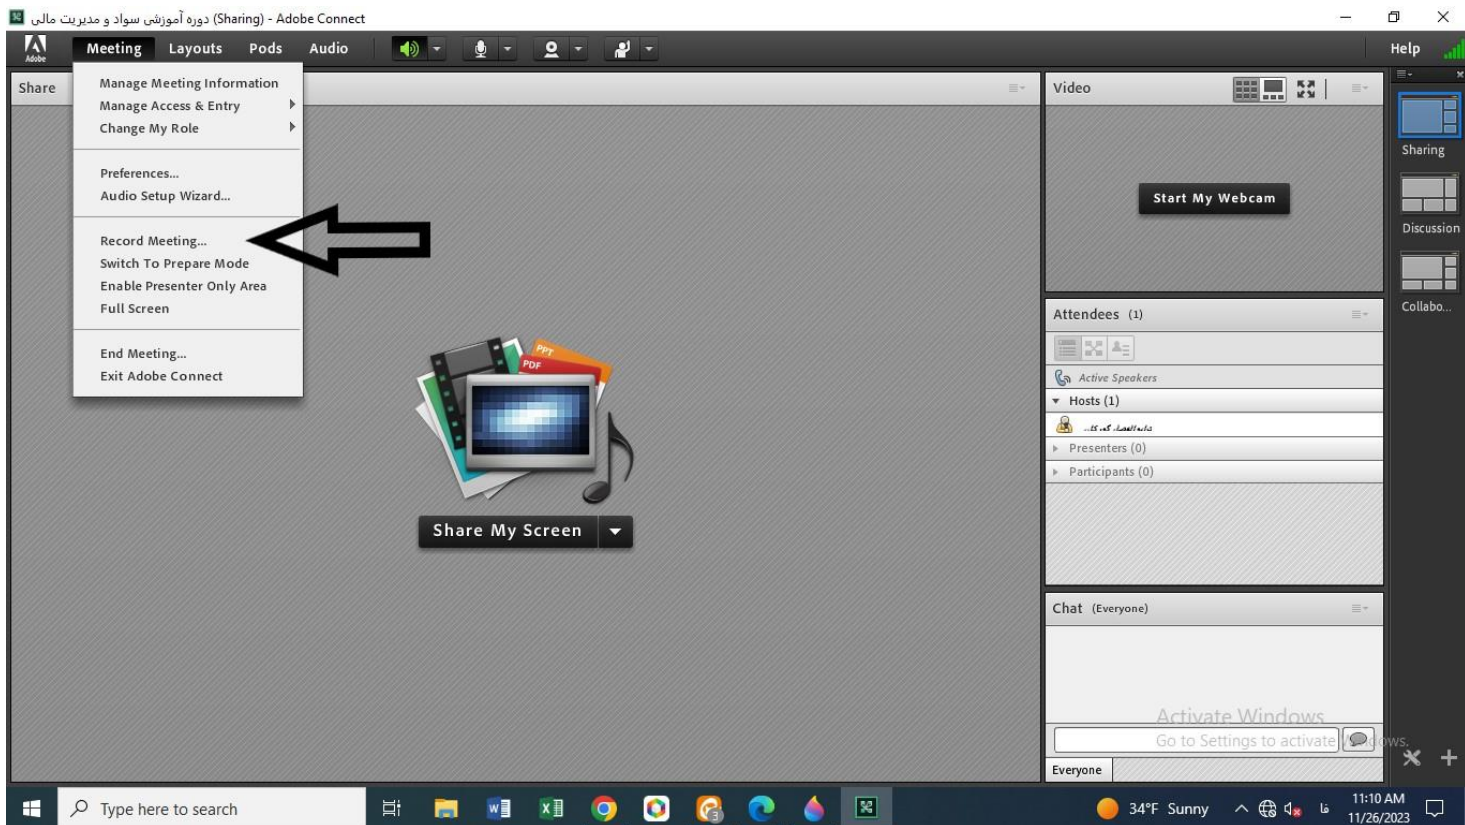 دوره آموزشی سواد و مدیریت مالی (Sharing) - Adobe Connect
Adobe
Meeting Layouts Pods Audio Help
Share
Manage Meeting Information
Manage Access & Entry
Change My Role
Preferences...
Audio Setup Wizard...
Record Meeting...
Switch To Prepare Mode
Enable Presenter Only Area
Full Screen
End Meeting...
Exit Adobe Connect
PPT
PDF
Share My Screen
Video
Start My Webcam
Attendees (1)
Active Speakers
Hosts (1)
Presenters (0)
Participants (0)
Chat (Everyone)
Activate Windows
Go to Settings to activate Windows.
Everyone
Sharing
Discussion
Collabo...
Type here to search
34°F Sunny
فا
11:10 AM
11/26/2023